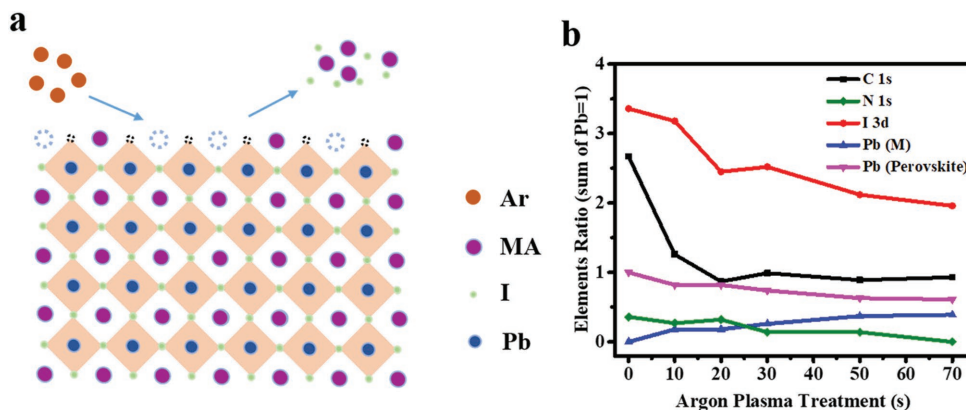 a
Ar
MA
I
Pb
b
Elements Ratio (sum of Pb=1)
4
3
2
1
0
C 1s
N 1s
I 3d
Pb (M)
Pb (Perovskite)
0 10 20 30 40 50 60 70
Argon Plasma Treatment (s)